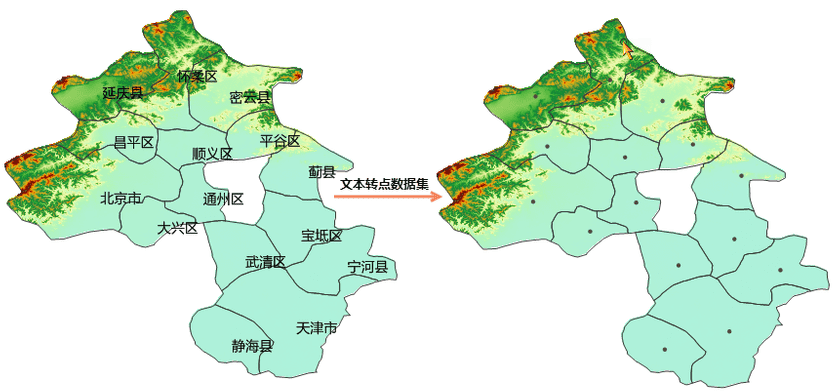 怀柔区
延庆县
密云县
昌平区
平谷区
顺义区
蓟县
文本转点数据集
北京市
通州区
大兴区
宝坻区
武清区
宁河县
天津市
静海县